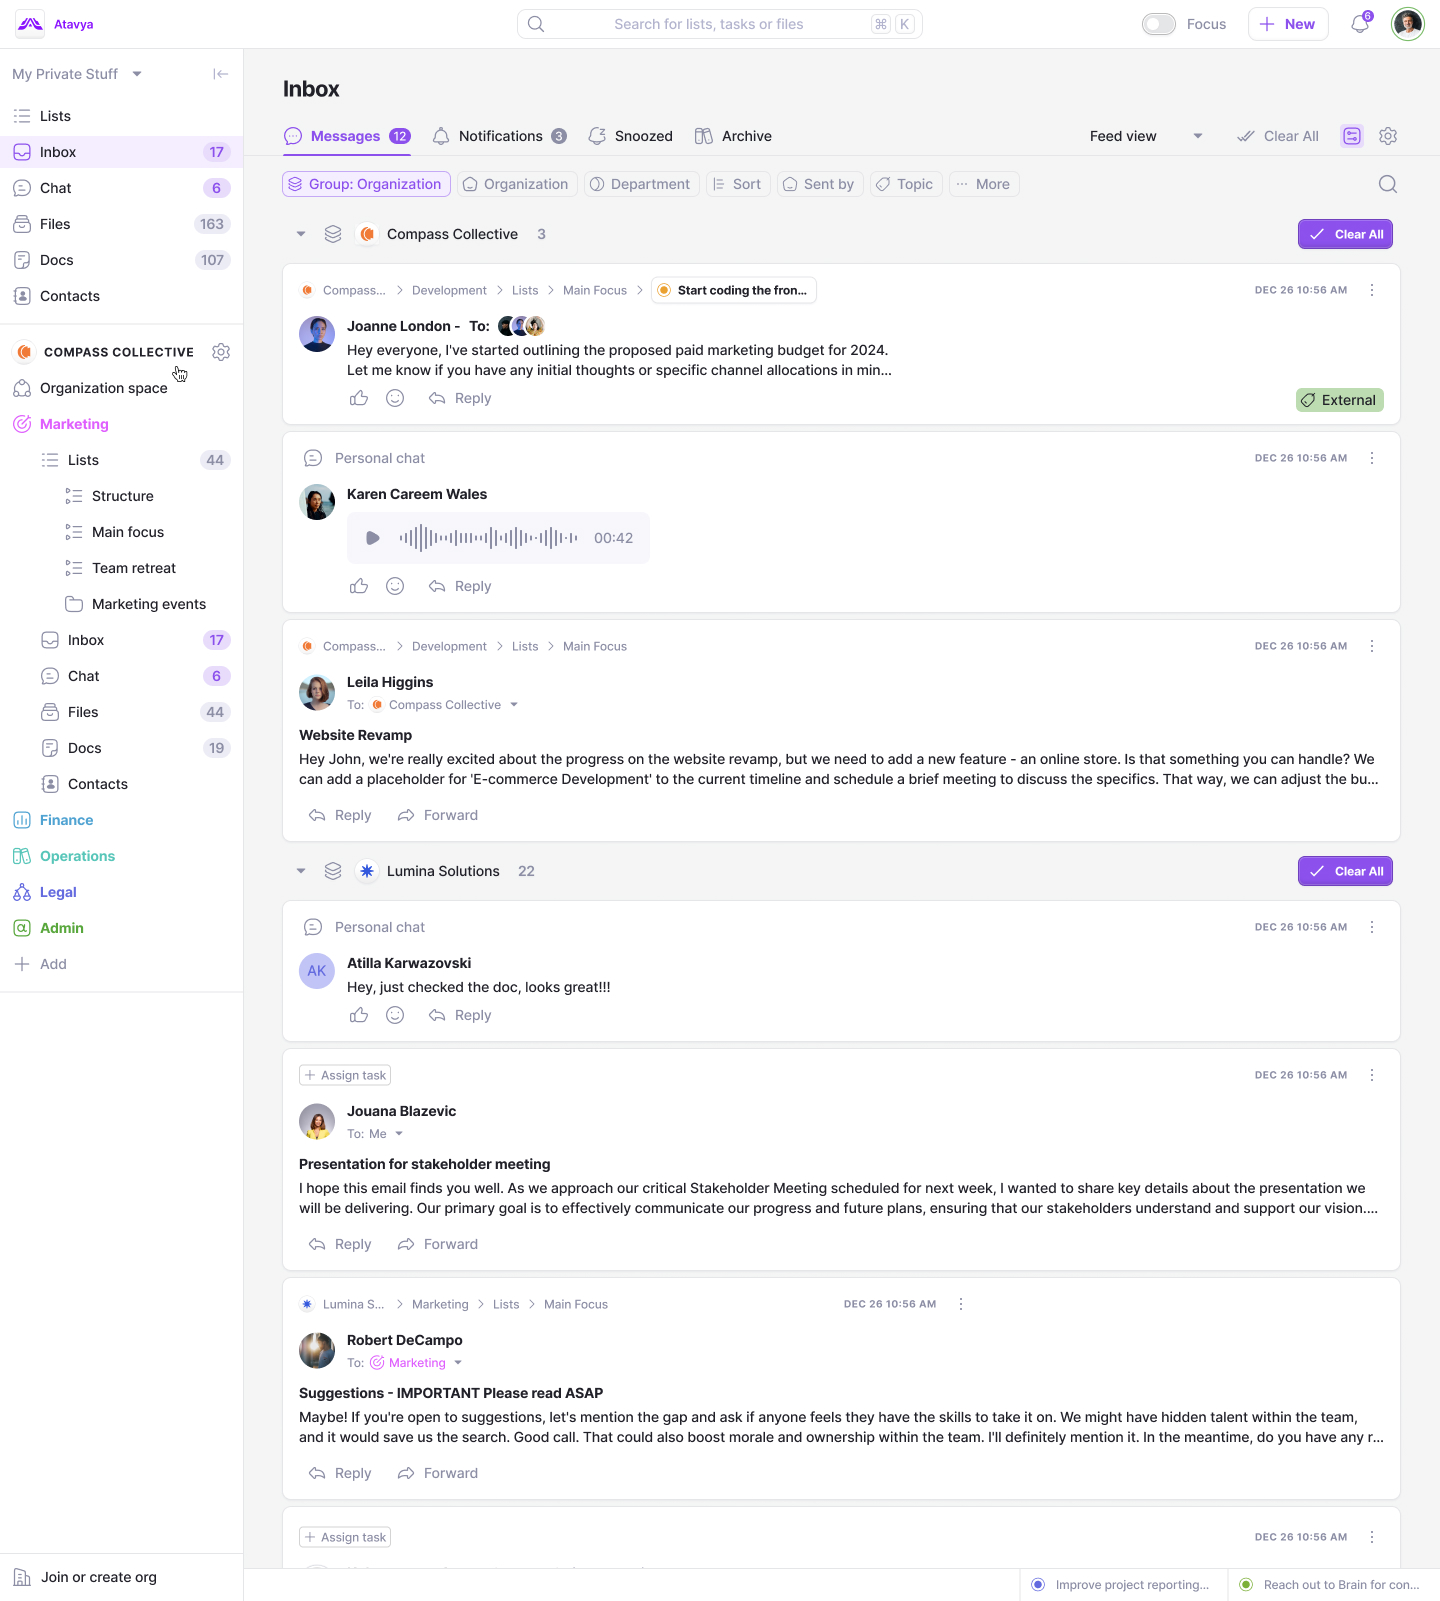 Atavya
Search for lists, tasks or files
⌘ K
Focus
New
6
My Private Stuff
Lists
Inbox 17
Chat 6
Files 163
Docs 107
Contacts
COMPASS COLLECTIVE
Organization space
Marketing
Lists 44
Structure
Main focus
Team retreat
Marketing events
Inbox 17
Chat 6
Files 44
Docs 19
Contacts
Finance
Operations
Legal
Admin
Add
Join or create org
Inbox
Messages 12
Notifications 3
Snoozed
Archive
Feed view
Clear All
Group: Organization
Organization
Department
Sort
Sent by
Topic
More
Compass Collective 3
Clear All
Compass... Development Lists Main Focus Start coding the fron...
DEC 26 10:56 AM
Joanne London - To:
Hey everyone, I've started outlining the proposed paid marketing budget for 2024.
Let me know if you have any initial thoughts or specific channel allocations in min...
Reply
External
Personal chat
DEC 26 10:56 AM
Karen Careem Wales
00:42
Reply
Compass... Development Lists Main Focus
DEC 26 10:56 AM
Leila Higgins
To: Compass Collective
Website Revamp
Hey John, we're really excited about the progress on the website revamp, but we need to add a new feature - an online store. Is that something you can handle? We
can add a placeholder for 'E-commerce Development' to the current timeline and schedule a brief meeting to discuss the specifics. That way, we can adjust the bu...
Reply Forward
Lumina Solutions 22
Clear All
Personal chat
DEC 26 10:56 AM
AK
Atilla Karwazovski
Hey, just checked the doc, looks great!!!
Reply
Assign task
DEC 26 10:56 AM
Jouana Blazevic
To: Me
Presentation for stakeholder meeting
I hope this email finds you well. As we approach our critical Stakeholder Meeting scheduled for next week, I wanted to share key details about the presentation we
will be delivering. Our primary goal is to effectively communicate our progress and future plans, ensuring that our stakeholders understand and support our vision....
Reply Forward
Lumina S... Marketing Lists Main Focus
DEC 26 10:56 AM
Robert DeCampo
To: Marketing
Suggestions - IMPORTANT Please read ASAP
Maybe! If you're open to suggestions, let's mention the gap and ask if anyone feels they have the skills to take it on. We might have hidden talent within the team,
and it would save us the search. Good call. That could also boost morale and ownership within the team. I'll definitely mention it. In the meantime, do you have any r...
Reply Forward
Assign task
DEC 26 10:56 AM
Improve project reporting...
Reach out to Brain for con...